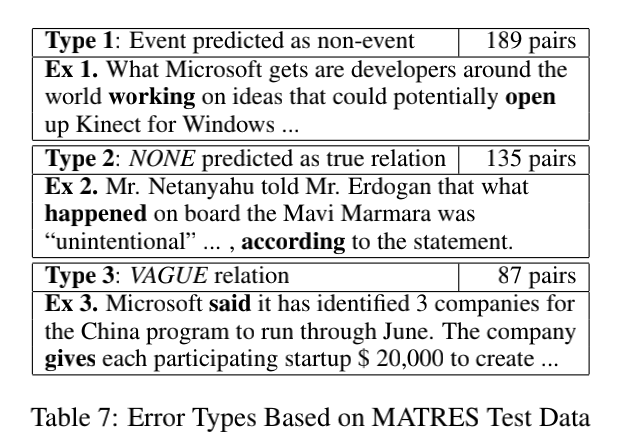 Type 1: Event predicted as non-event 189 pairs
Ex 1. What Microsoft gets are developers around the
world working on ideas that could potentially open
up Kinect for Windows ...
Type 2: NONE predicted as true relation 135 pairs
Ex 2. Mr. Netanyahu told Mr. Erdogan that what
happened on board the Mavi Marmara was
“unintentional” ... , according to the statement.
Type 3: VAGUE relation 87 pairs
Ex 3. Microsoft said it has identified 3 companies for
the China program to run through June. The company
gives each participating startup $ 20,000 to create ...
Table 7: Error Types Based on MATRES Test Data